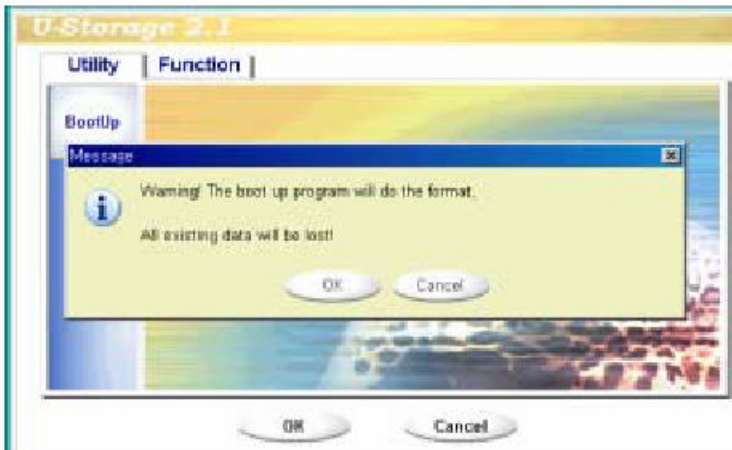 U-Storage 2.1
Utility | Function |
BootUp
Message
Warning! The boot up program will do the format.
All existing data will be lost!
OK Cancel
OK Cancel